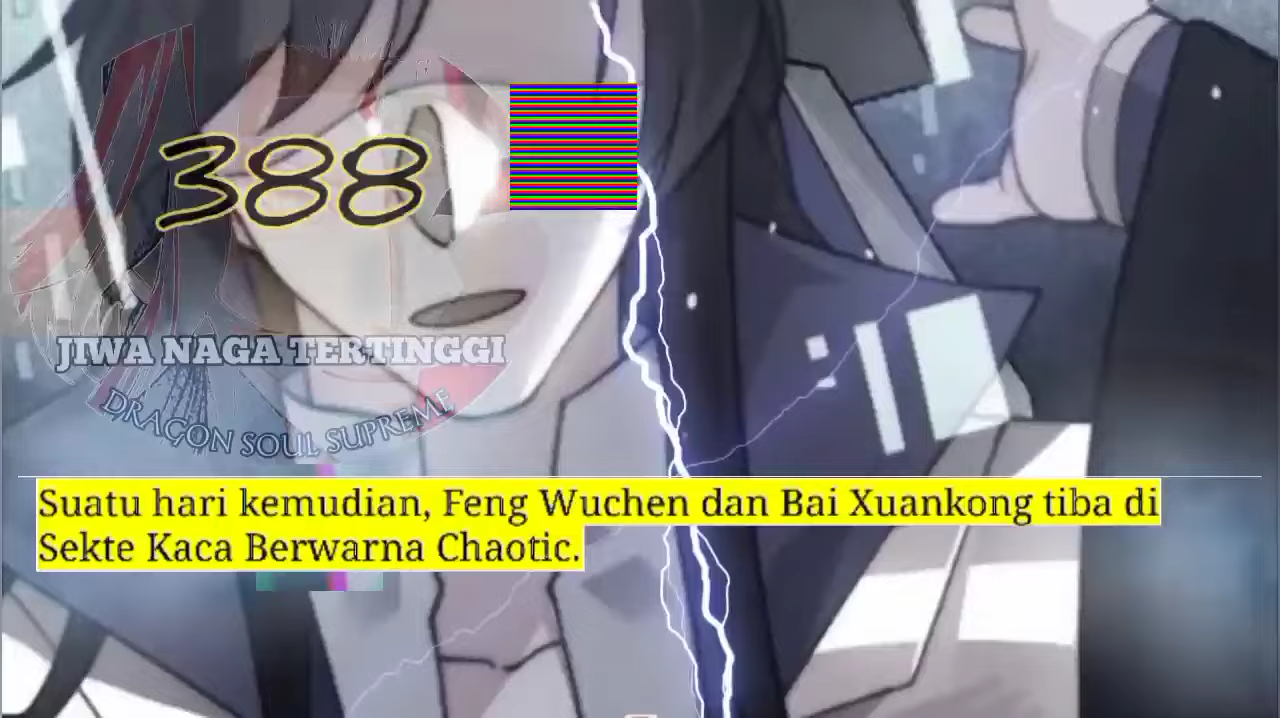 388
JIWA NAGA TERTINGGI
DRAGON SOUL SUPREME
Suatu hari kemudian, Feng Wuchen dan Bai Xuankong tiba di
Sekte Kaca Berwarna Chaotic.